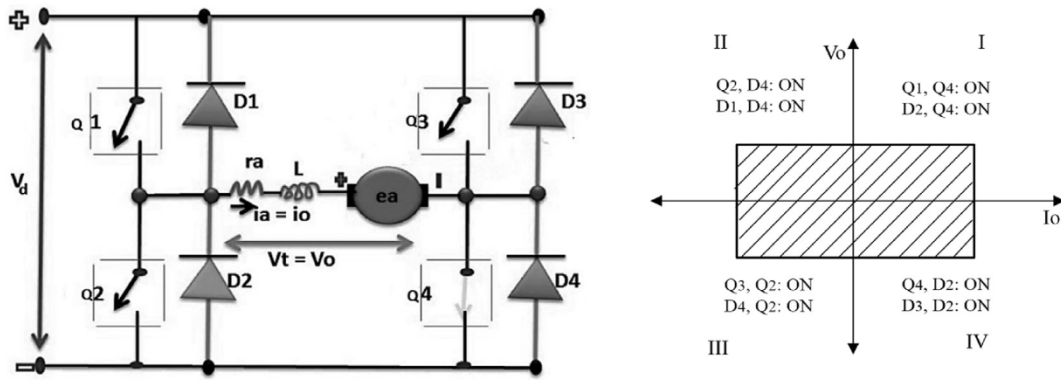 +
Q 1
D1
Q3
D3
Vd
ra
L
+
ea
I
ia = io
Vt = Vo
Q2
D2
Q4
D4
−
II
Vo
I
Q2, D4: ON
D1, D4: ON
Q1, Q4: ON
D2, Q4: ON
Io
Q3, Q2: ON
D4, Q2: ON
Q4, D2: ON
D3, D2: ON
III
IV